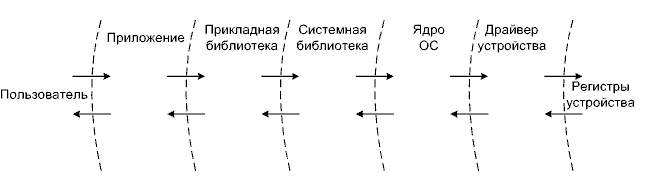 Пользователь
Приложение
Прикладная
библиотека
Системная
библиотека
Ядро
ОС
Драйвер
устройства
Регистры
устройства